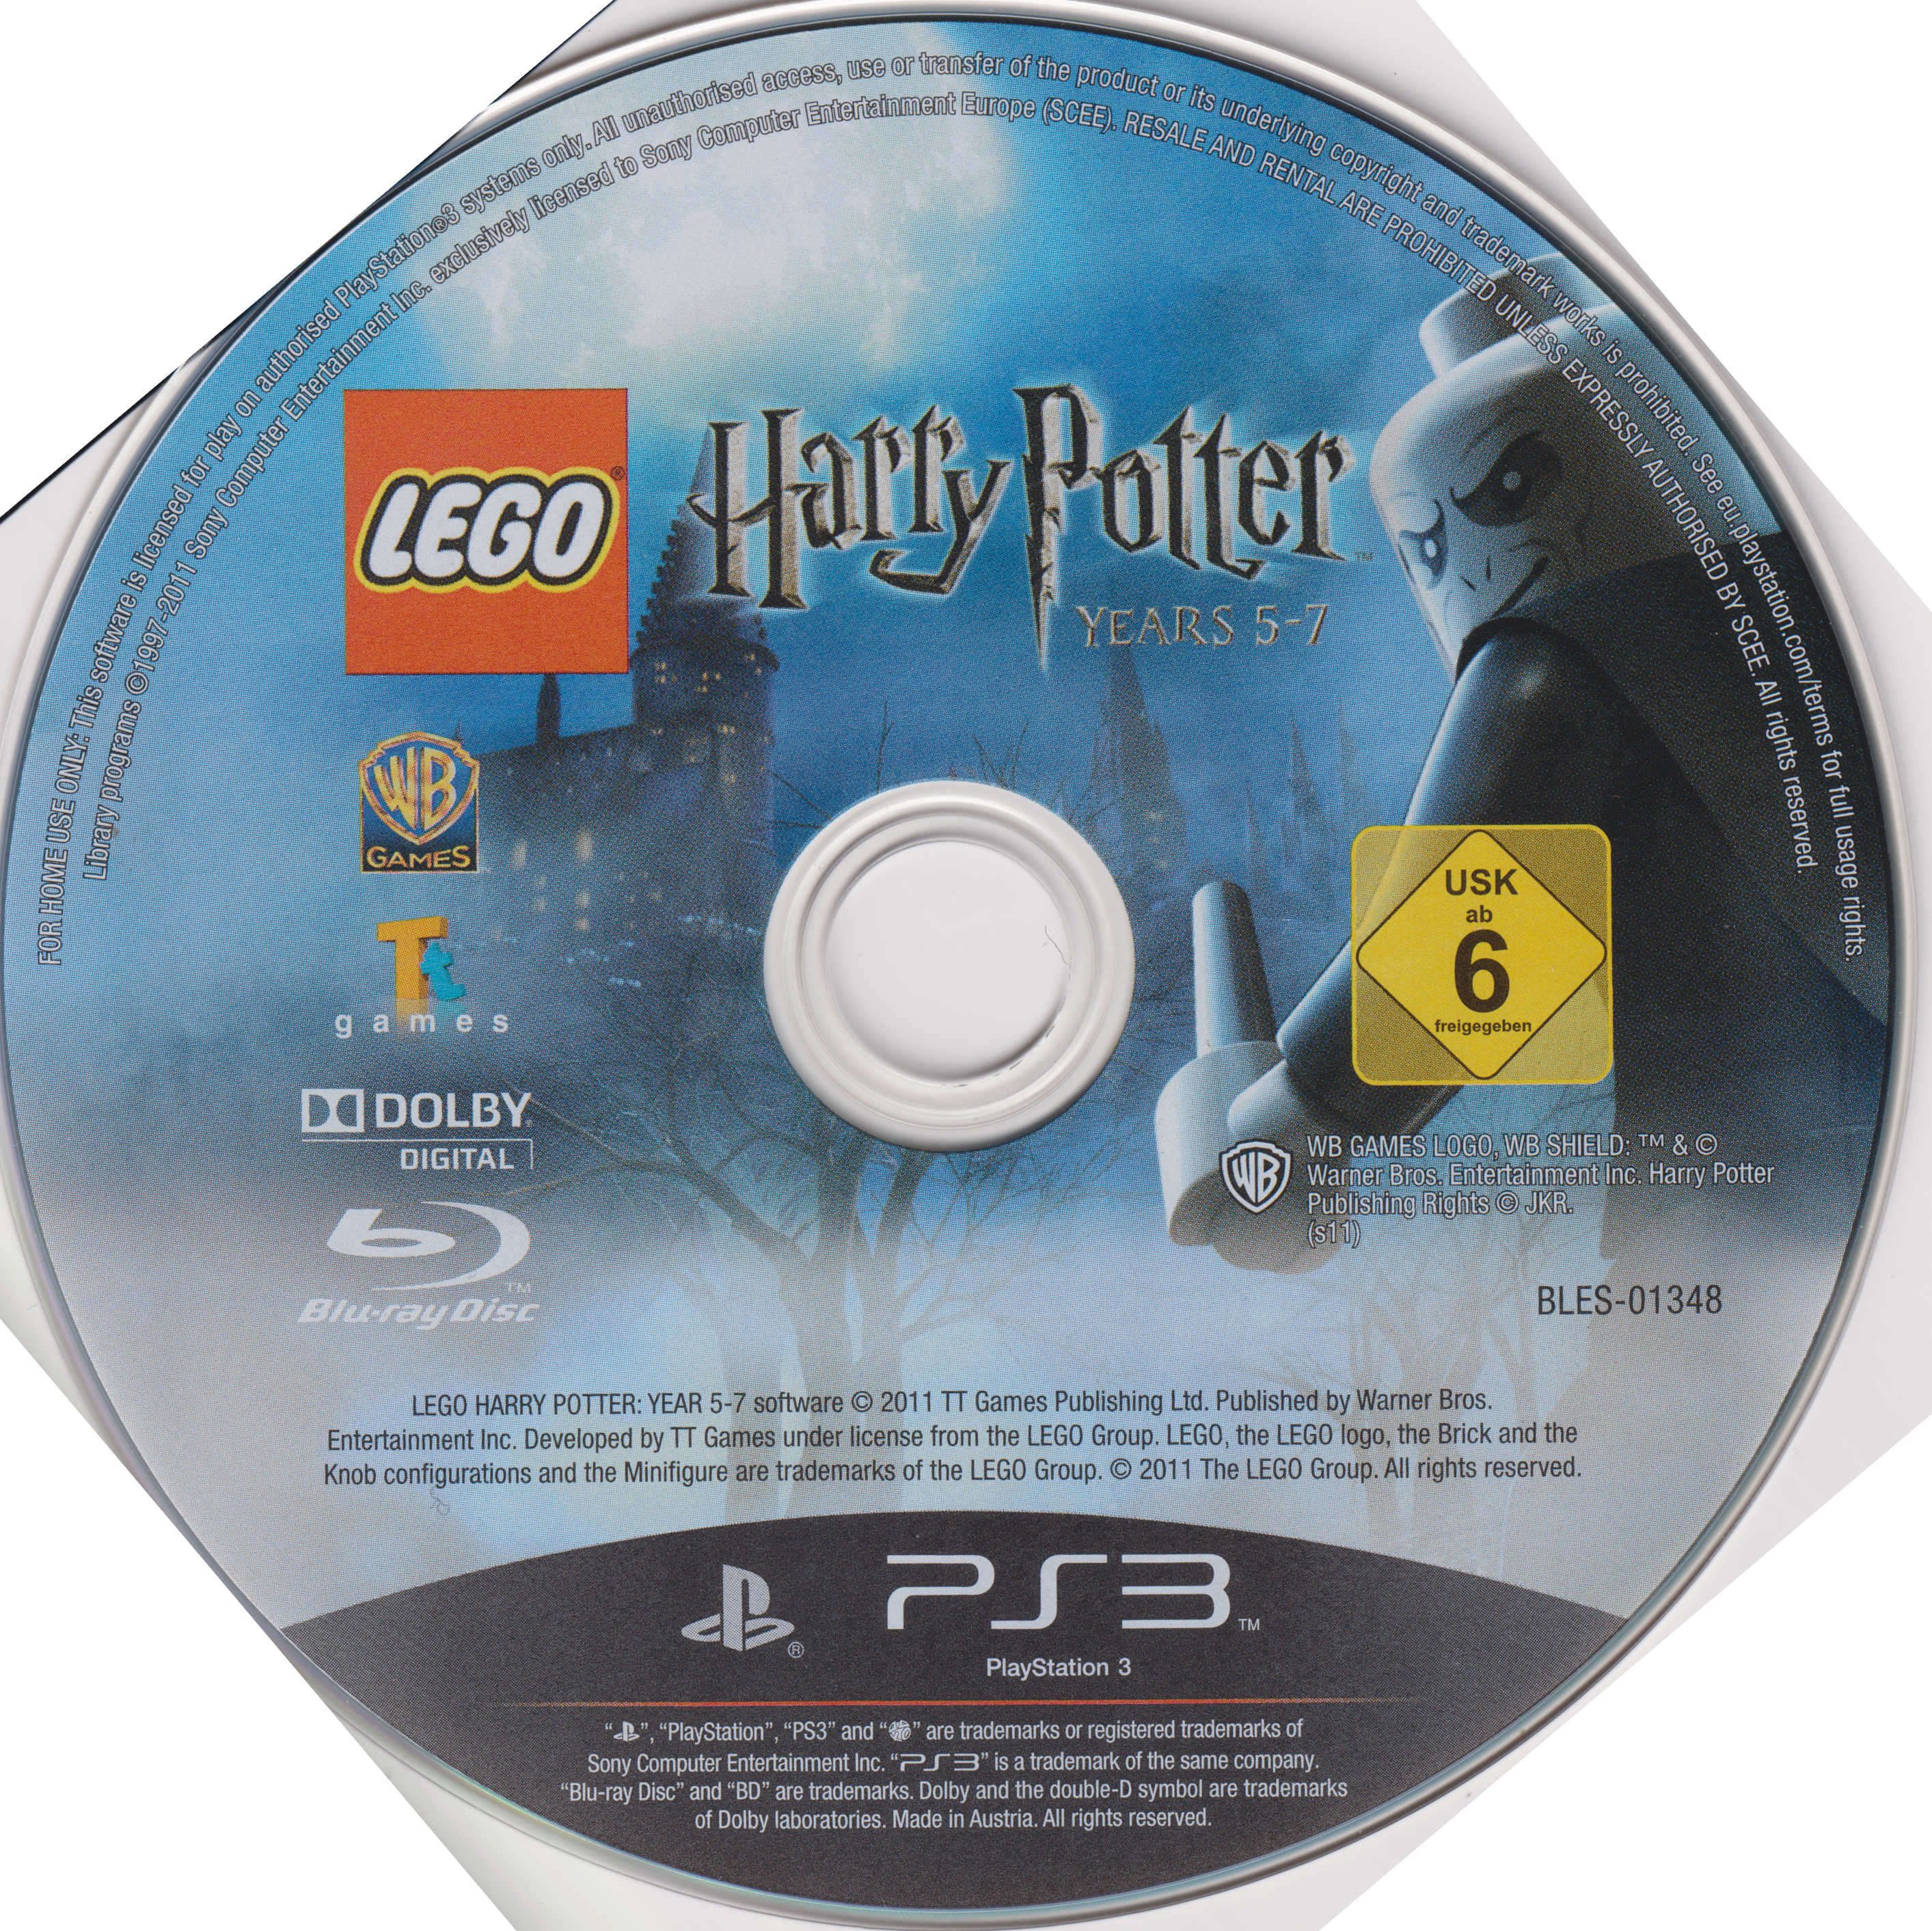 FOR HOME USE ONLY: This software is licensed for play on authorised PlayStation®3 systems only. All unauthorised access, use or transfer of the product or its underlying copyright and trademark works is prohibited. See eu.playstation.com/terms for full usage rights.
Library programs ©1997-2011 Sony Computer Entertainment Inc. exclusively licensed to Sony Computer Entertainment Europe (SCEE). RESALE AND RENTAL ARE PROHIBITED UNLESS EXPRESSLY AUTHORISED BY SCEE. All rights reserved.
LEGO®
Harry Potter™
YEARS 5-7
WB
GAMES
Tt
games
DOLBY
DIGITAL
Blu-ray Disc™
USK
ab
6
freigegeben
WB
WB GAMES LOGO, WB SHIELD: ™ & ©
Warner Bros. Entertainment Inc. Harry Potter
Publishing Rights © JKR.
(s11)
BLES-01348
LEGO HARRY POTTER: YEAR 5-7 software © 2011 TT Games Publishing Ltd. Published by Warner Bros.
Entertainment Inc. Developed by TT Games under license from the LEGO Group. LEGO, the LEGO logo, the Brick and the
Knob configurations and the Minifigure are trademarks of the LEGO Group. © 2011 The LEGO Group. All rights reserved.
® PS3™
PlayStation 3
“ ”, “PlayStation”, “PS3” and “ ” are trademarks or registered trademarks of
Sony Computer Entertainment Inc. “PS3” is a trademark of the same company.
“Blu-ray Disc” and “BD” are trademarks. Dolby and the double-D symbol are trademarks
of Dolby laboratories. Made in Austria. All rights reserved.